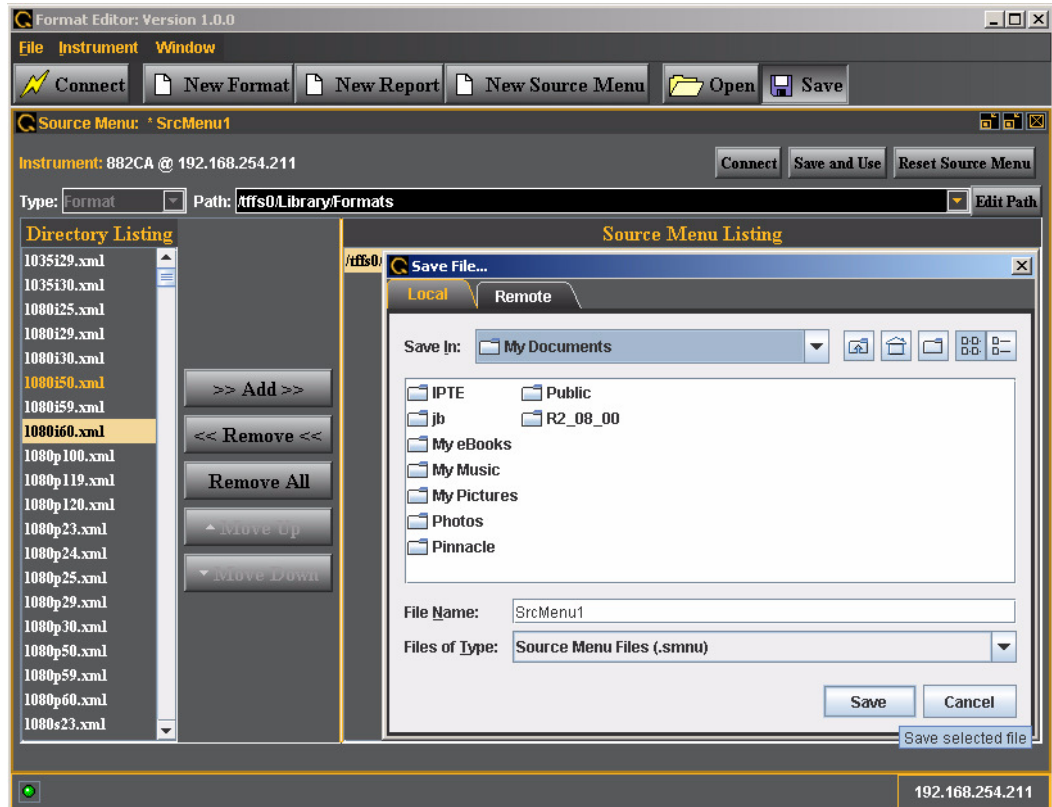 Format Editor: Version 1.0.0
File Instrument Window
Connect New Format New Report New Source Menu Open Save
Source Menu: * SrcMenu1
Instrument: 882CA @ 192.168.254.211 Connect Save and Use Reset Source Menu
Type: Format Path: /tffs0/Library/Formats Edit Path
Directory Listing
1035i29.xml
1035i30.xml
1080i25.xml
1080i29.xml
1080i30.xml
1080i50.xml
1080i59.xml
1080i60.xml
1080p100.xml
1080p119.xml
1080p120.xml
1080p23.xml
1080p24.xml
1080p25.xml
1080p29.xml
1080p30.xml
1080p50.xml
1080p59.xml
1080p60.xml
1080s23.xml
>> Add >>
<< Remove <<
Remove All
Move Up
Move Down
Source Menu Listing
/tffs0/
Save File...
Local Remote
Save In: My Documents
IPTE
jb
My eBooks
My Music
My Pictures
Photos
Pinnacle
Public
R2_08_00
File Name: SrcMenu1
Files of Type: Source Menu Files (.smnu)
Save Cancel
Save selected file
192.168.254.211